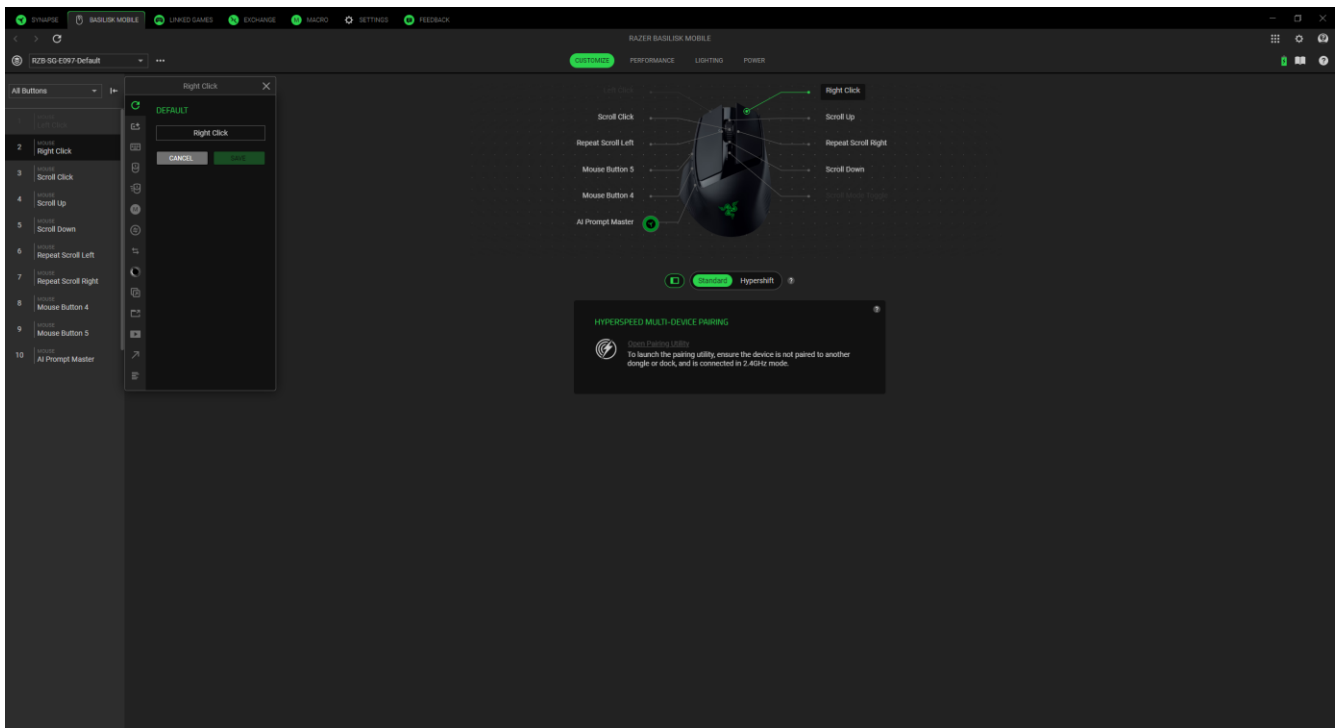 SYNAPSE
BASILISK MOBILE
LINKED GAMES
EXCHANGE
MACRO
SETTINGS
FEEDBACK
RAZER BASILISK MOBILE
RZB-SG-E097-Default
CUSTOMIZE
PERFORMANCE
LIGHTING
POWER
All Buttons
1
MOUSE
Left Click
2
MOUSE
Right Click
3
MOUSE
Scroll Click
4
MOUSE
Scroll Up
5
MOUSE
Scroll Down
6
MOUSE
Repeat Scroll Left
7
MOUSE
Repeat Scroll Right
8
MOUSE
Mouse Button 4
9
MOUSE
Mouse Button 5
10
MOUSE
AI Prompt Master
Right Click
DEFAULT
Right Click
CANCEL
SAVE
Left Click
Scroll Click
Repeat Scroll Left
Mouse Button 5
Mouse Button 4
AI Prompt Master
Right Click
Scroll Up
Repeat Scroll Right
Scroll Down
Scroll Mode Toggle
Standard
Hypershift
HYPERSPEED MULTI-DEVICE PAIRING
Open Pairing Utility
To launch the pairing utility, ensure the device is not paired to another
dongle or dock, and is connected in 2.4GHz mode.